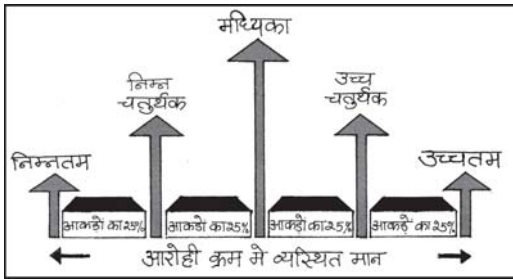 मध्यिका
निम्न
चतुर्थक
उच्च
चतुर्थक
निम्नतम
उच्चतम
आकडों का 25%
आकडों का 25%
आकड़ों का 25%
आकड़ें का 25%
आरोही क्रम मे व्यस्थित मान